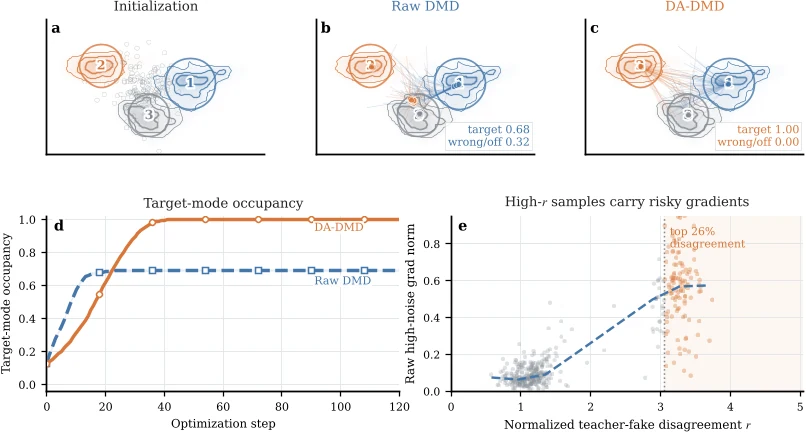 Initialization
Raw DMD
DA-DMD
a
2
1
3
b
target 0.68
wrong/off 0.32
c
target 1.00
wrong/off 0.00
Target-mode occupancy
d
DA-DMD
Raw DMD
Target-mode occupancy
1.0
0.8
0.6
0.4
0.2
0.0
0
20
40
60
80
100
120
Optimization step
High-r samples carry risky gradients
e
top 26%
disagreement
Raw high-noise grad norm
0.8
0.6
0.4
0.2
0.0
0
1
2
3
4
5
Normalized teacher-fake disagreement r